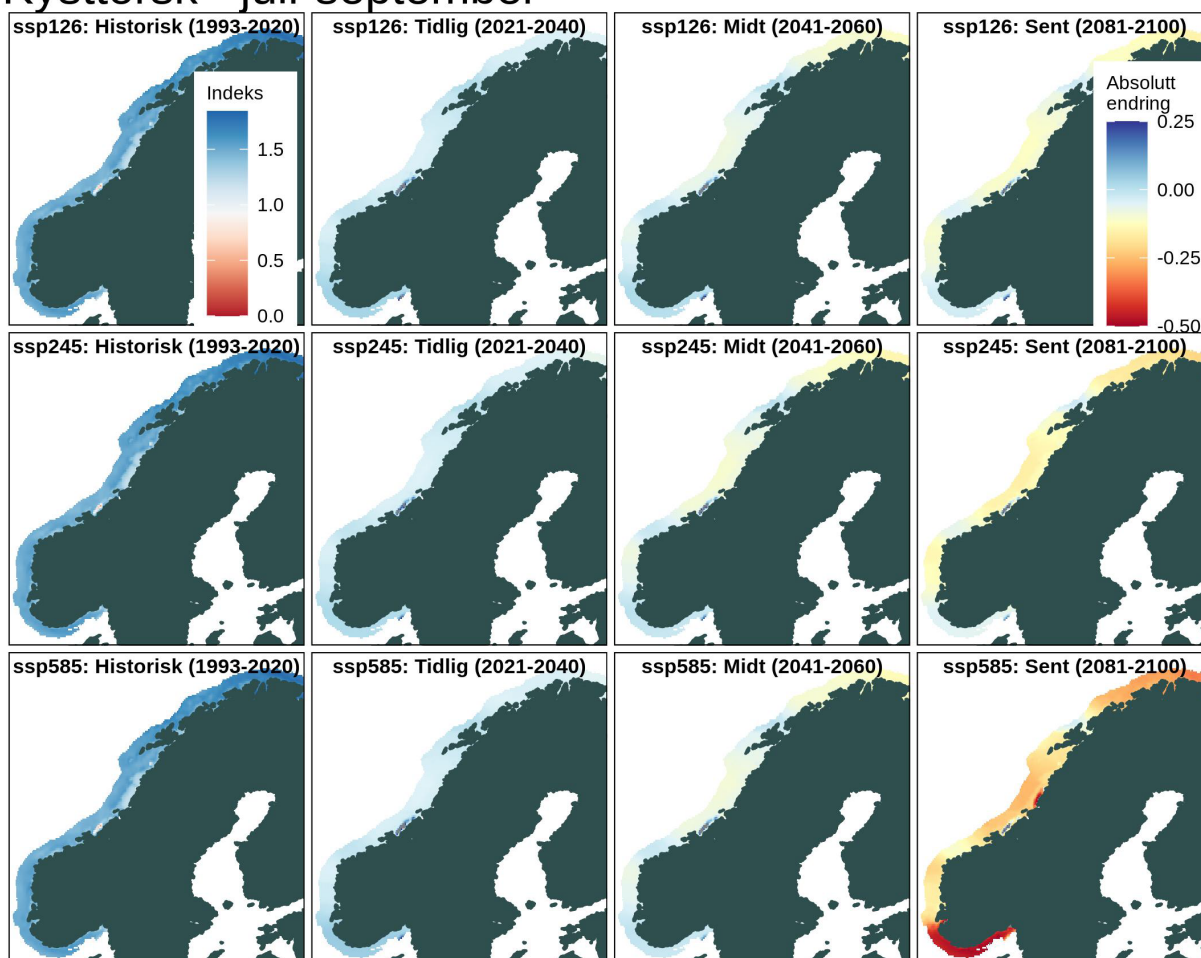 Kysttorsk - juli-september
ssp126: Historisk (1993-2020)
ssp126: Tidlig (2021-2040)
ssp126: Midt (2041-2060)
ssp126: Sent (2081-2100)
Indeks
1.5
1.0
0.5
0.0
Absolutt
endring
0.25
0.00
-0.25
-0.50
ssp245: Historisk (1993-2020)
ssp245: Tidlig (2021-2040)
ssp245: Midt (2041-2060)
ssp245: Sent (2081-2100)
ssp585: Historisk (1993-2020)
ssp585: Tidlig (2021-2040)
ssp585: Midt (2041-2060)
ssp585: Sent (2081-2100)